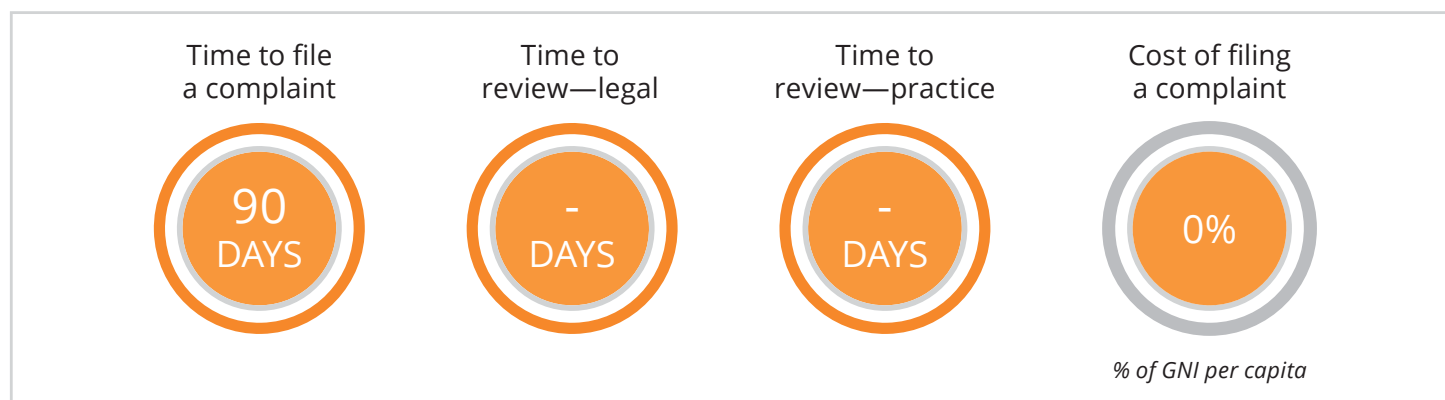 Time to file
a complaint
Time to
review—legal
Time to
review—practice
Cost of filing
a complaint
90
DAYS
-
DAYS
-
DAYS
0%
% of GNI per capita